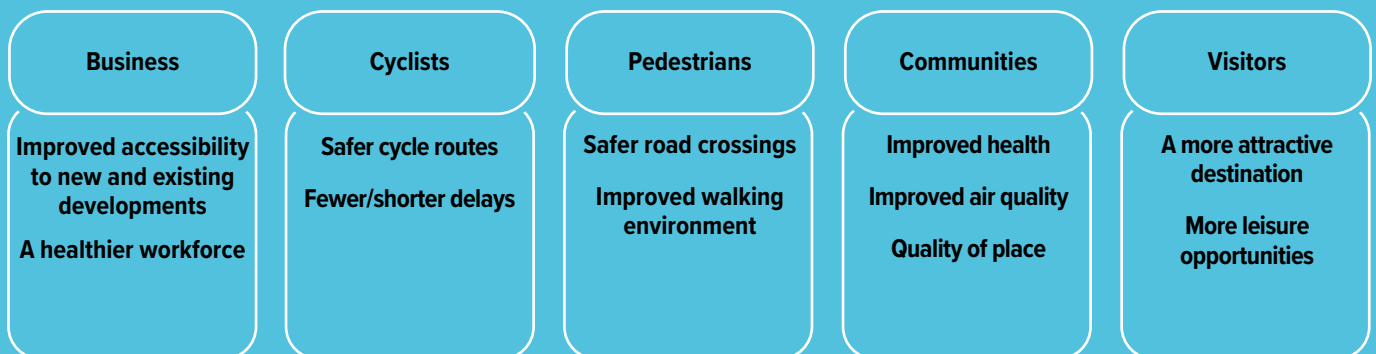 Business
Improved accessibility
to new and existing
developments
A healthier workforce
Cyclists
Safer cycle routes
Fewer/shorter delays
Pedestrians
Safer road crossings
Improved walking
environment
Communities
Improved health
Improved air quality
Quality of place
Visitors
A more attractive
destination
More leisure
opportunities